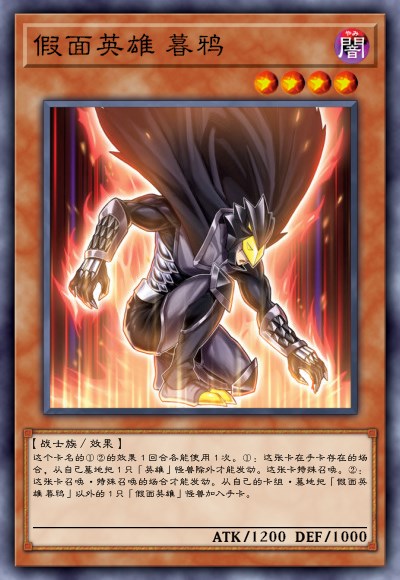 假面英雄 暮鸦
やみ
闇
【战士族／效果】
这个卡名的①②的效果１回合各能使用１次。①：这张卡在手卡存在的场
合，从自己墓地把１只「英雄」怪兽除外才能发动。这张卡特殊召唤。②：
这张卡召唤·特殊召唤的场合才能发动。从自己的卡组·墓地把「假面英
雄 暮鸦」以外的１只「假面英雄」怪兽加入手卡。
ATK/1200 DEF/1000